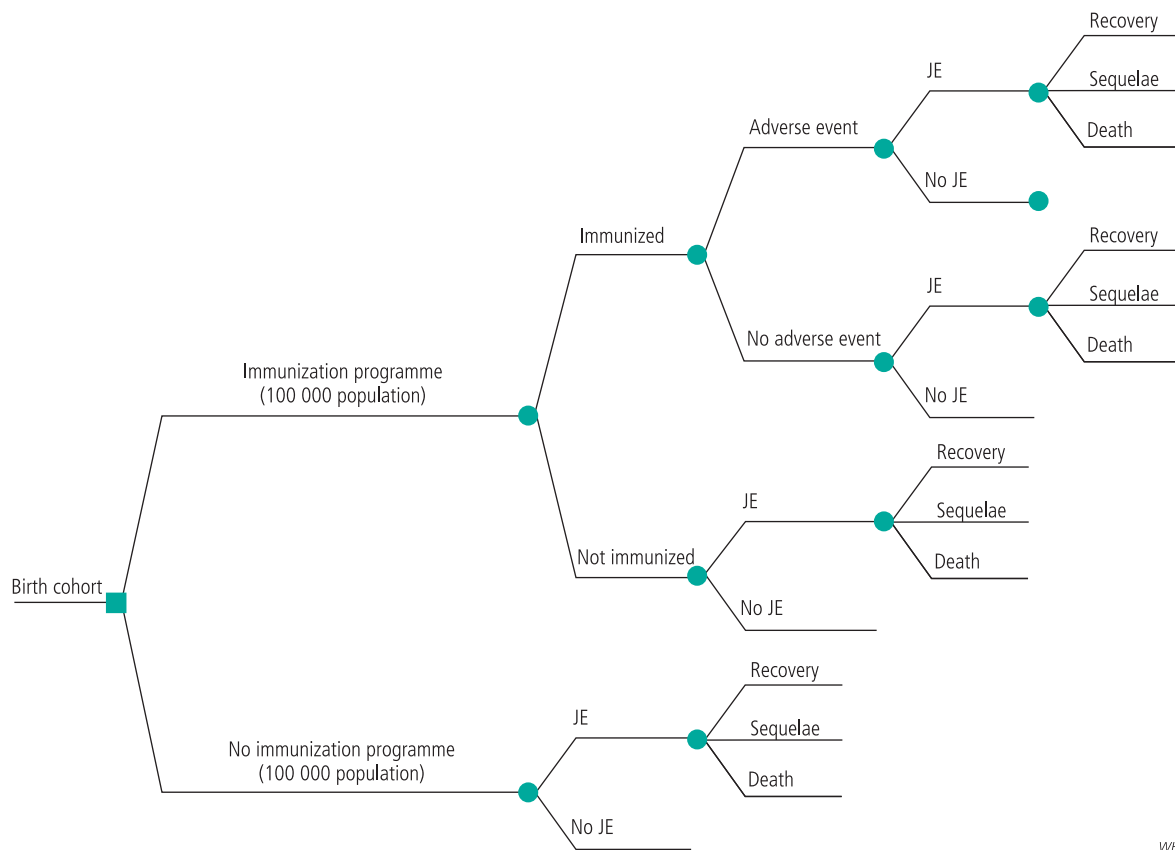 Recovery
JE
Sequelae
Adverse event
Death
No JE
Immunized
Recovery
JE
Sequelae
No adverse event
Death
Immunization programme
(100 000 population)
No JE
Recovery
JE
Sequelae
Not immunized
Death
Birth cohort
No JE
Recovery
JE
Sequelae
No immunization programme
(100 000 population)
Death
No JE